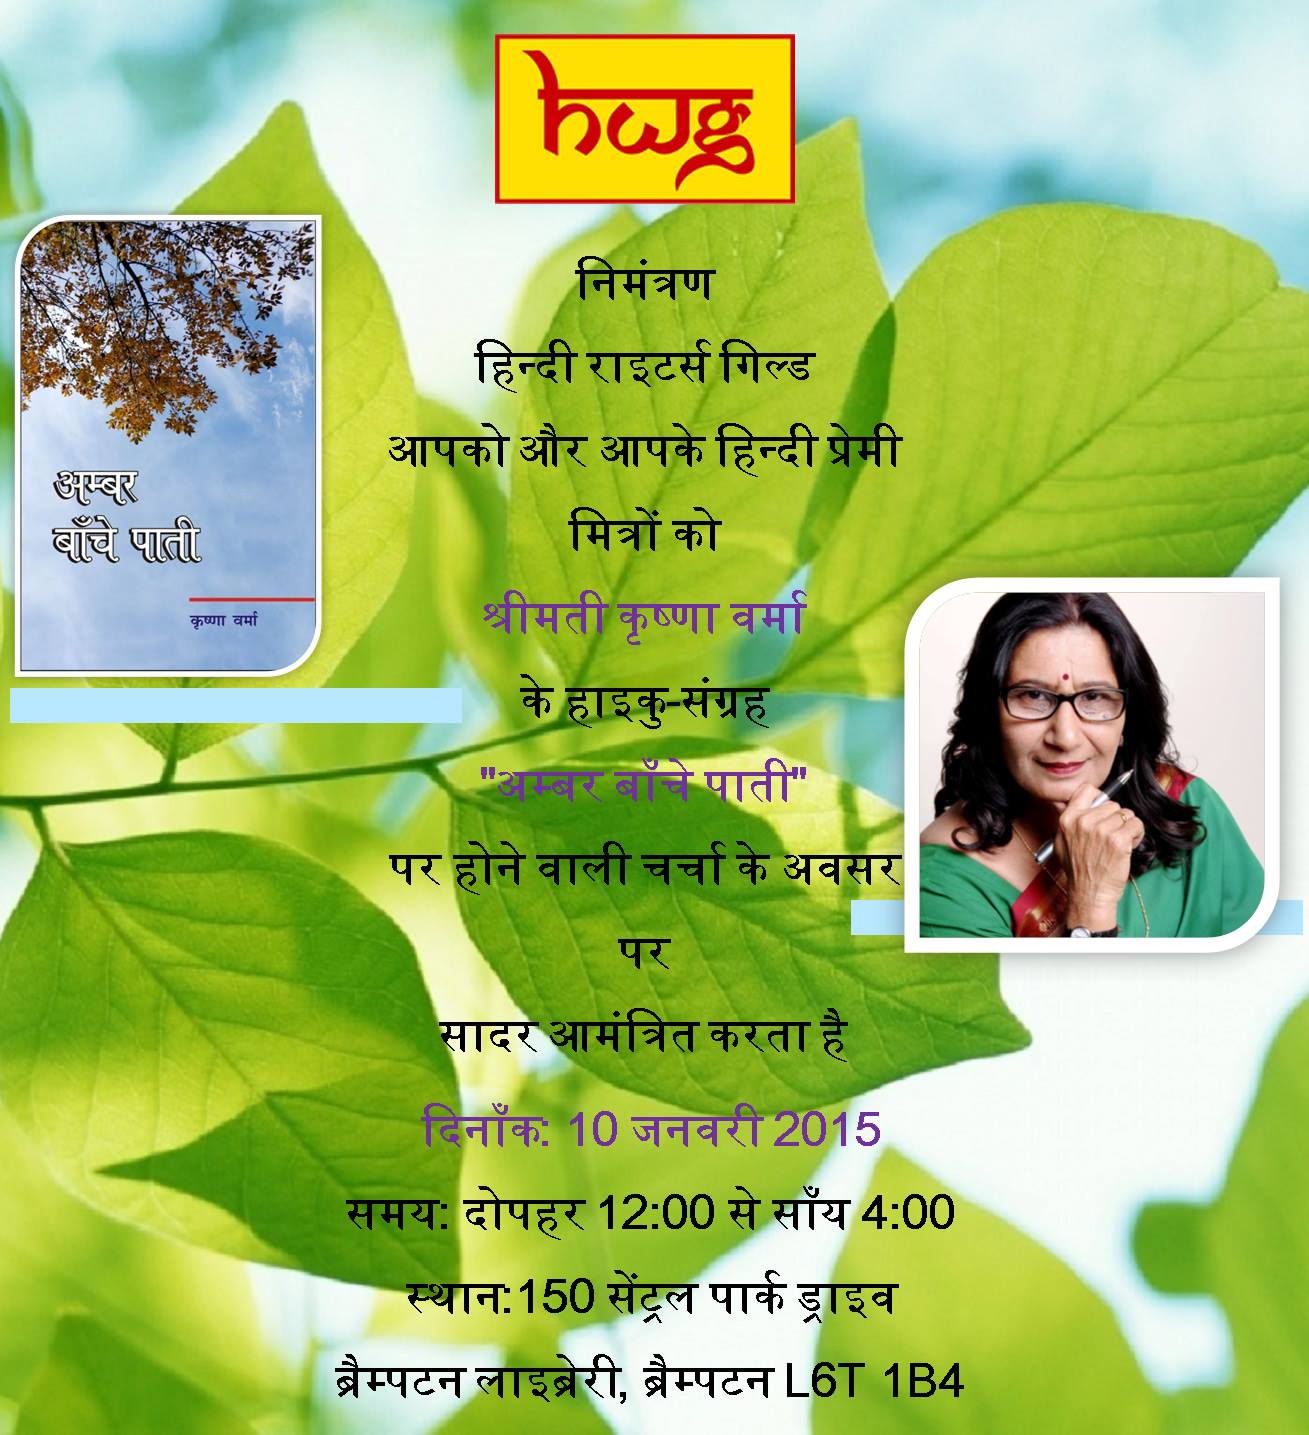 hwg
निमंत्रण
हिन्दी राइटर्स गिल्ड
आपको और आपके हिन्दी प्रेमी
मित्रों को
श्रीमती कृष्णा वर्मा
के हाइकु-संग्रह
"अम्बर बाँचे पाती"
पर होने वाली चर्चा के अवसर
पर
सादर आमंत्रित करता है
दिनाँक: 10 जनवरी 2015
समय: दोपहर 12:00 से साँय 4:00
स्थान:150 सेंट्रल पार्क ड्राइव
ब्रैम्पटन लाइब्रेरी, ब्रैम्पटन L6T 1B4
अम्बर
बाँचे पाती
कृष्णा वर्मा